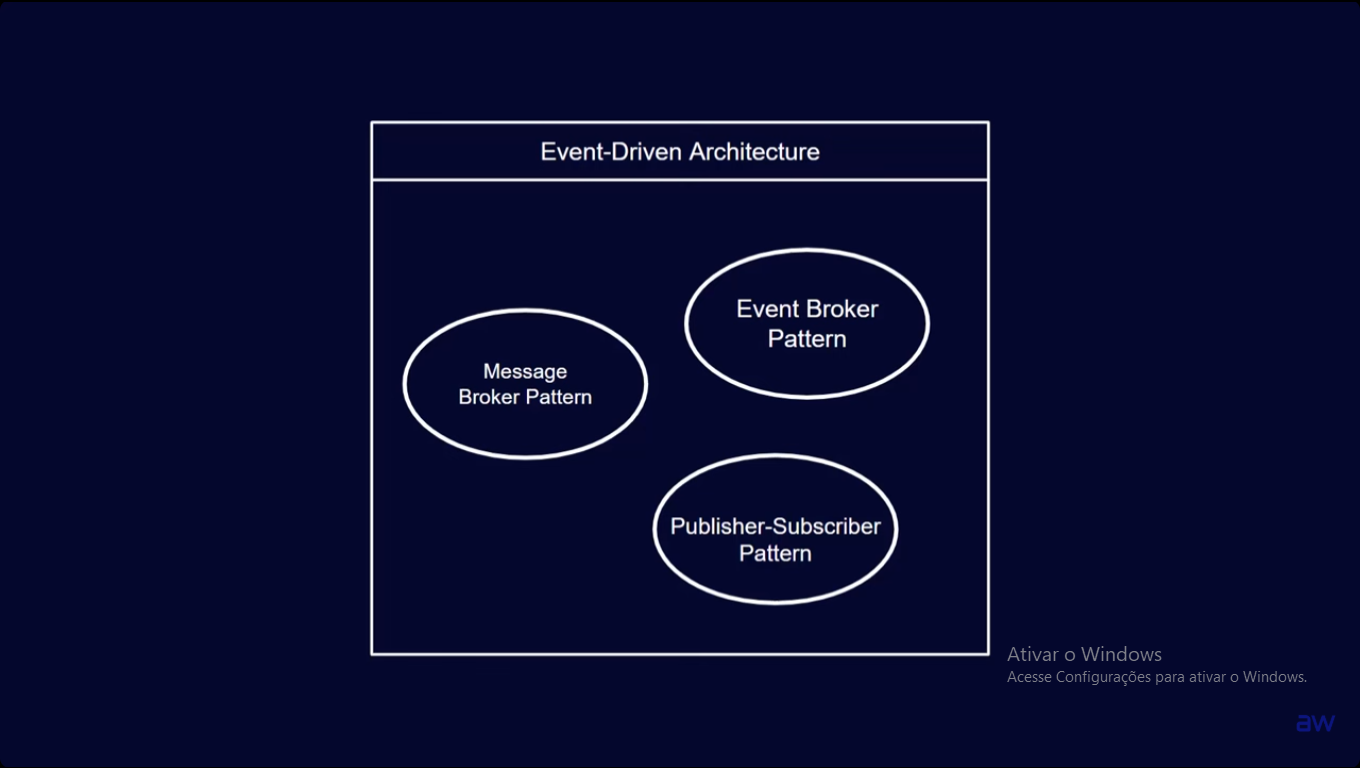 Event-Driven Architecture
Event Broker
Pattern
Message
Broker Pattern
Publisher-Subscriber
Pattern
Ativar o Windows
Acesse Configurações para ativar o Windows.
aw